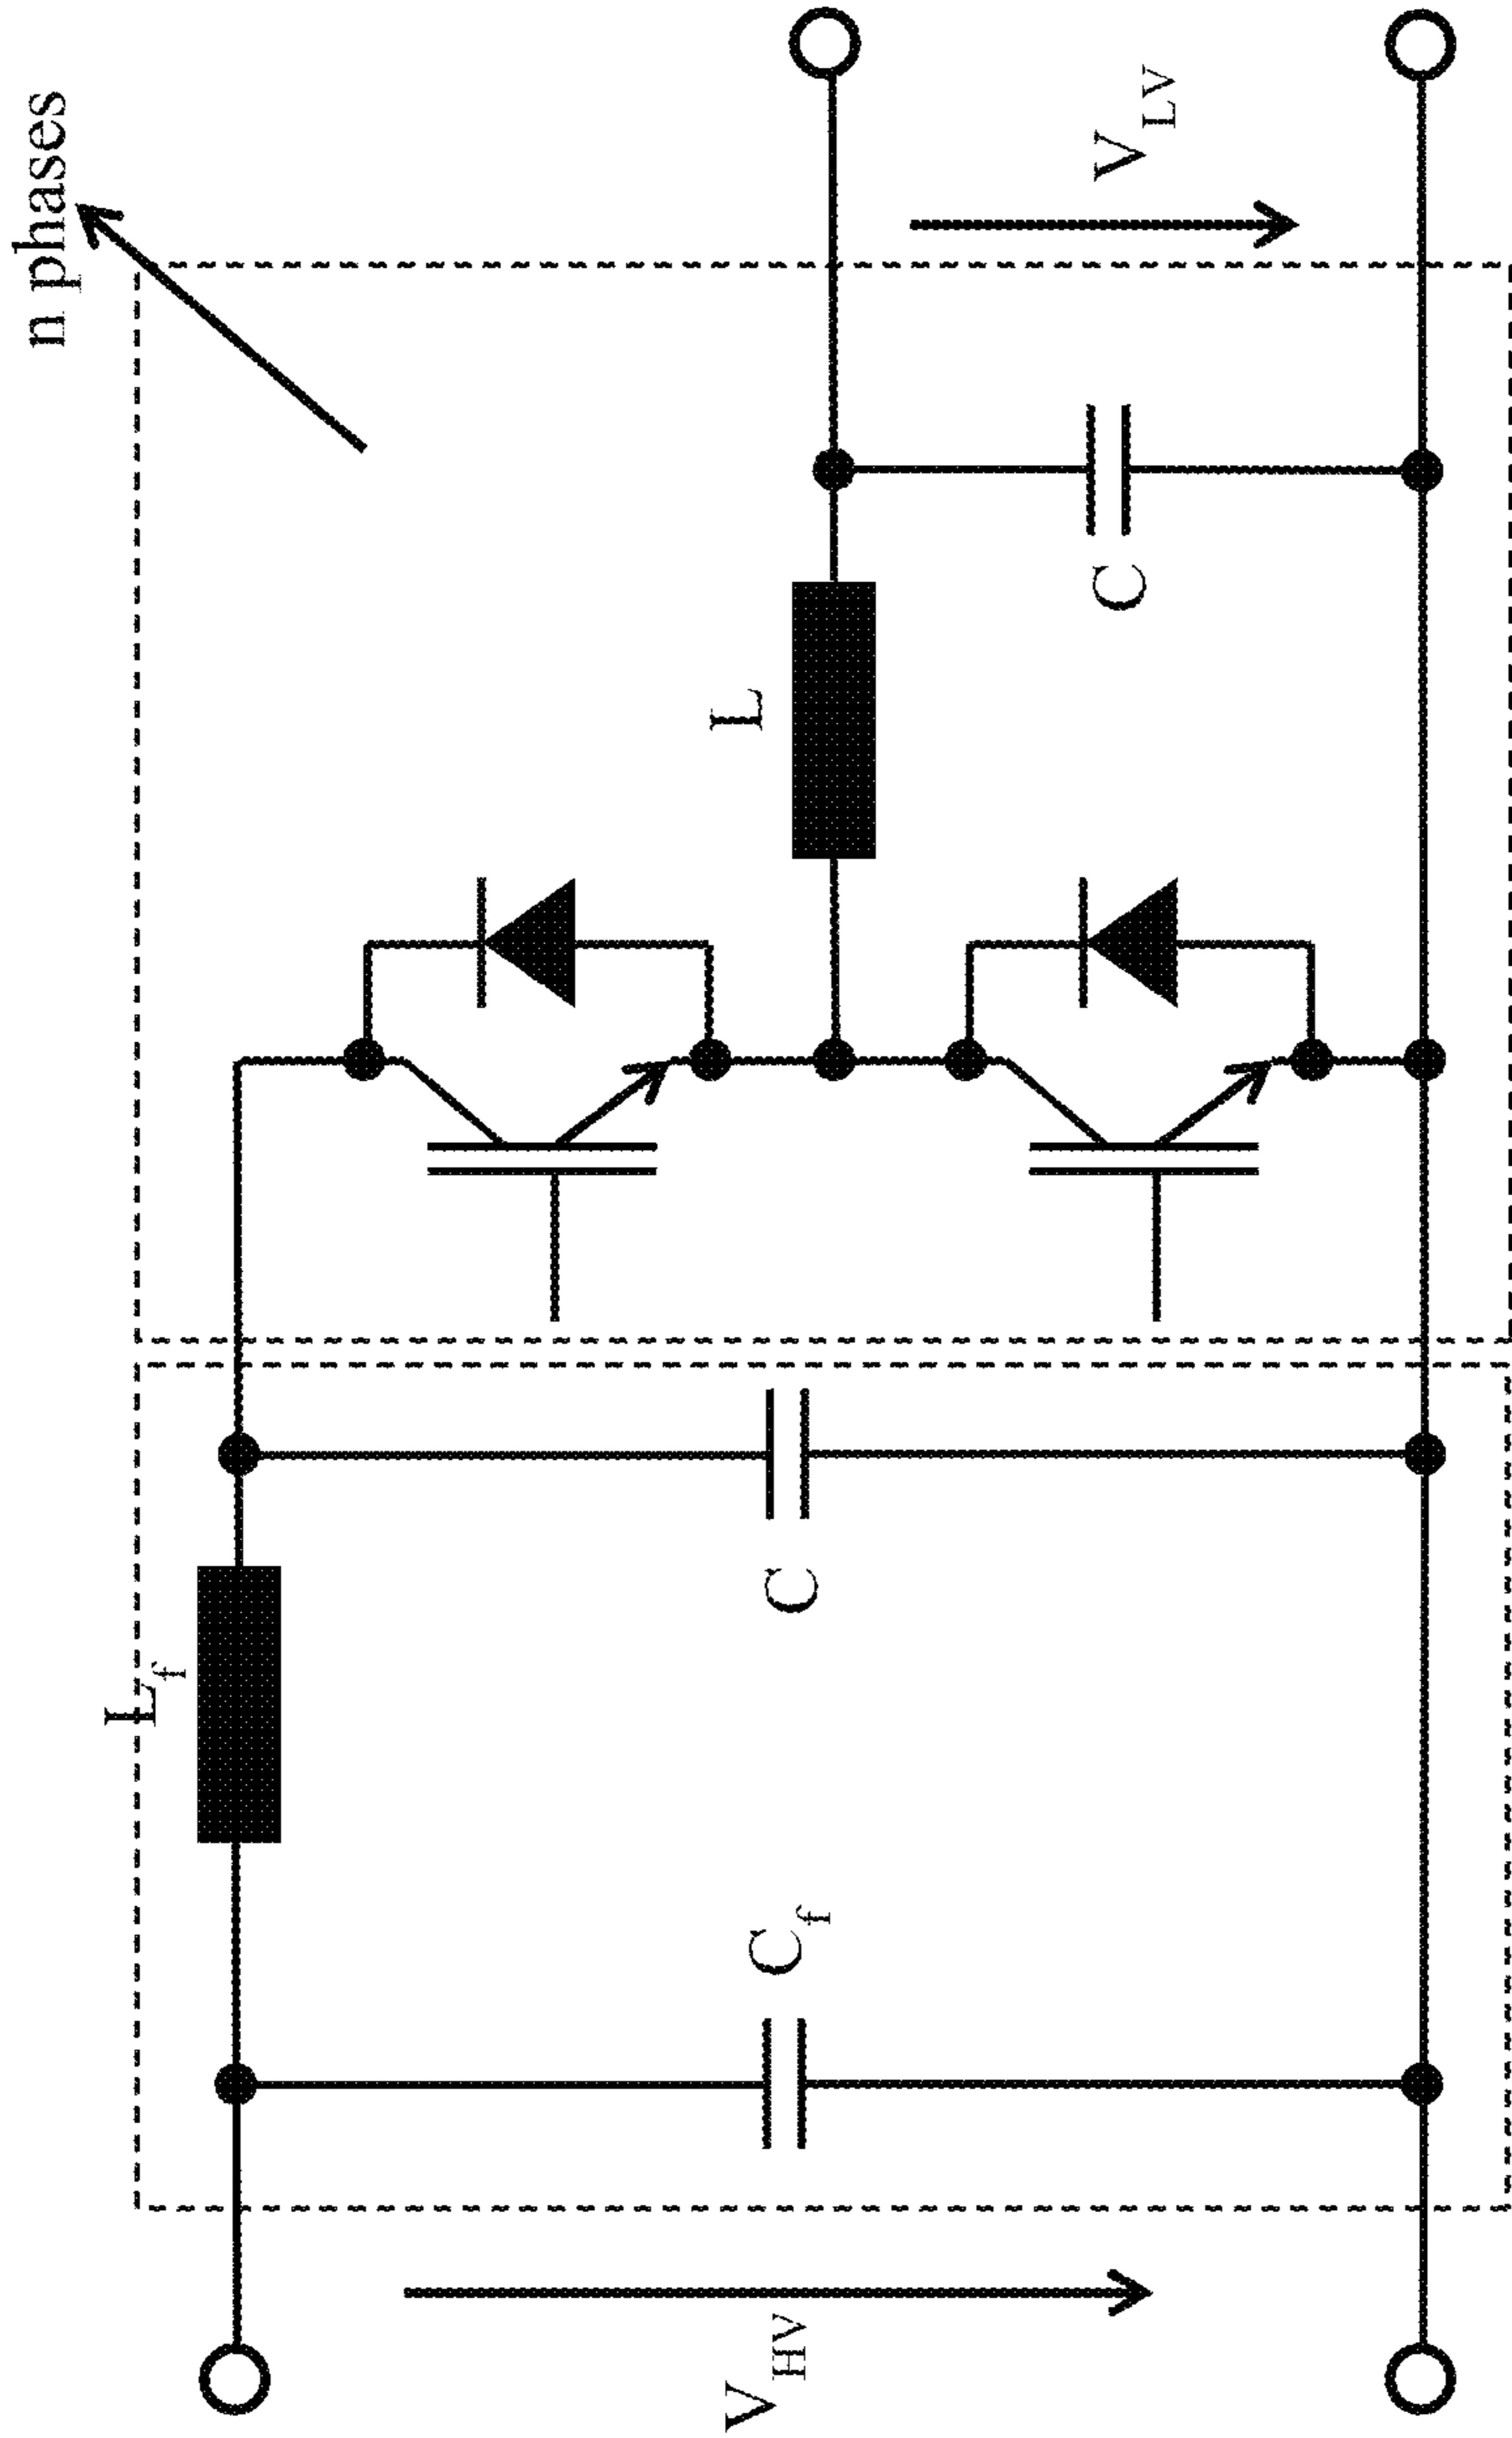 n phases
L_f
C_f
C
L
C
V_HV
V_LV